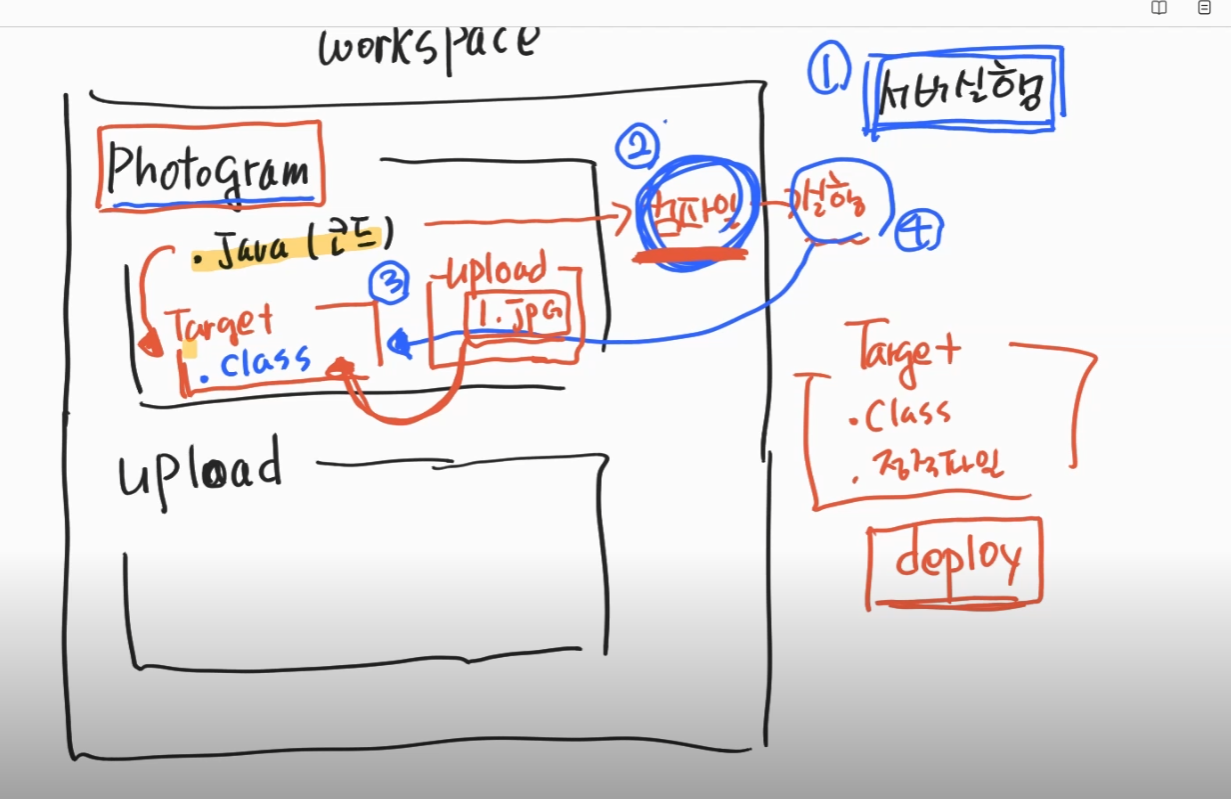 workspace
① 서버실행
Photogram
②
컴파일
실행
④
.Java (코드)
③
upload
1.jpg
Target
.class
Target
.Class
.정적파일
upload
deploy